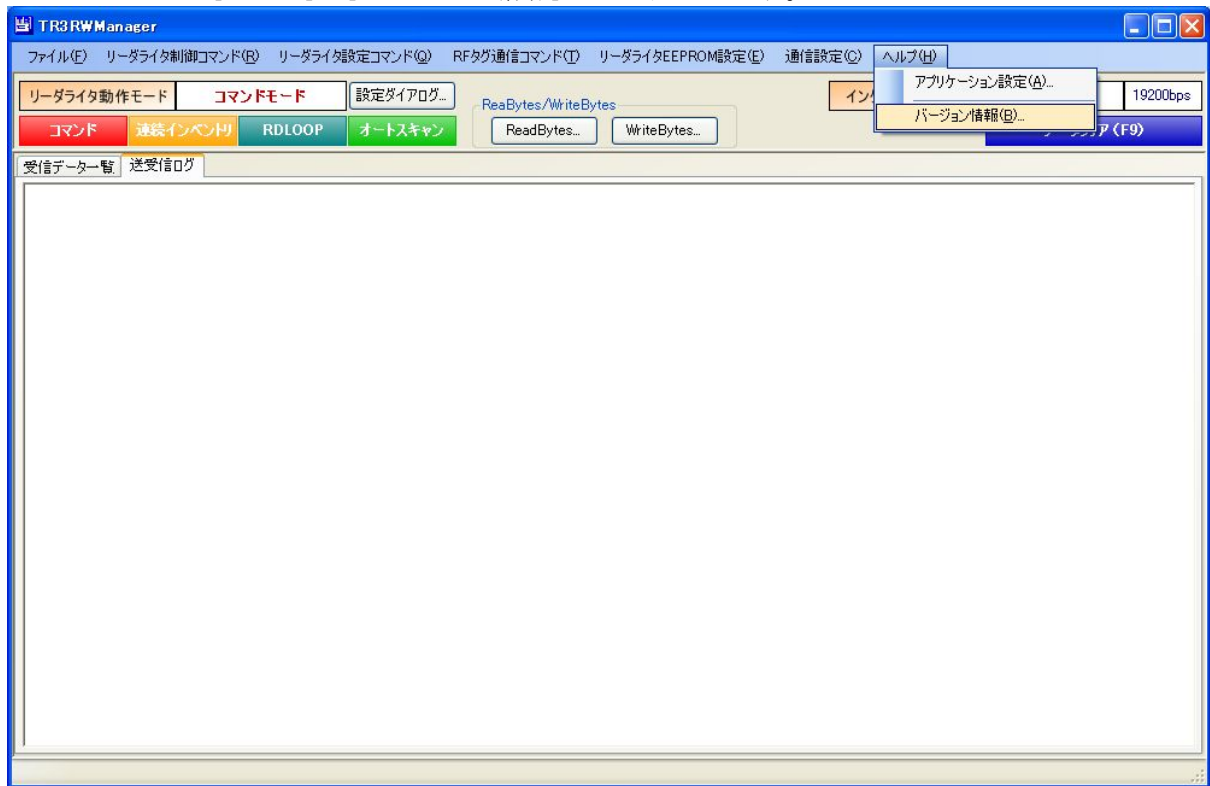 TR3RWManager
ファイル(F) リーダライタ制御コマンド(R) リーダライタ設定コマンド(Q) RFタグ通信コマンド(T) リーダライタEEPROM設定(E) 通信設定(C) ヘルプ(H)
アプリケーション設定(A)...
バージョン情報(B)...
リーダライタ動作モード コマンドモード 設定ダイアログ... ReaBytes/WriteBytes 19200bps
コマンド 連続インベントリ RDLOOP オートスキャン ReadBytes... WriteBytes... (F9)
受信データ一覧 送受信ログ